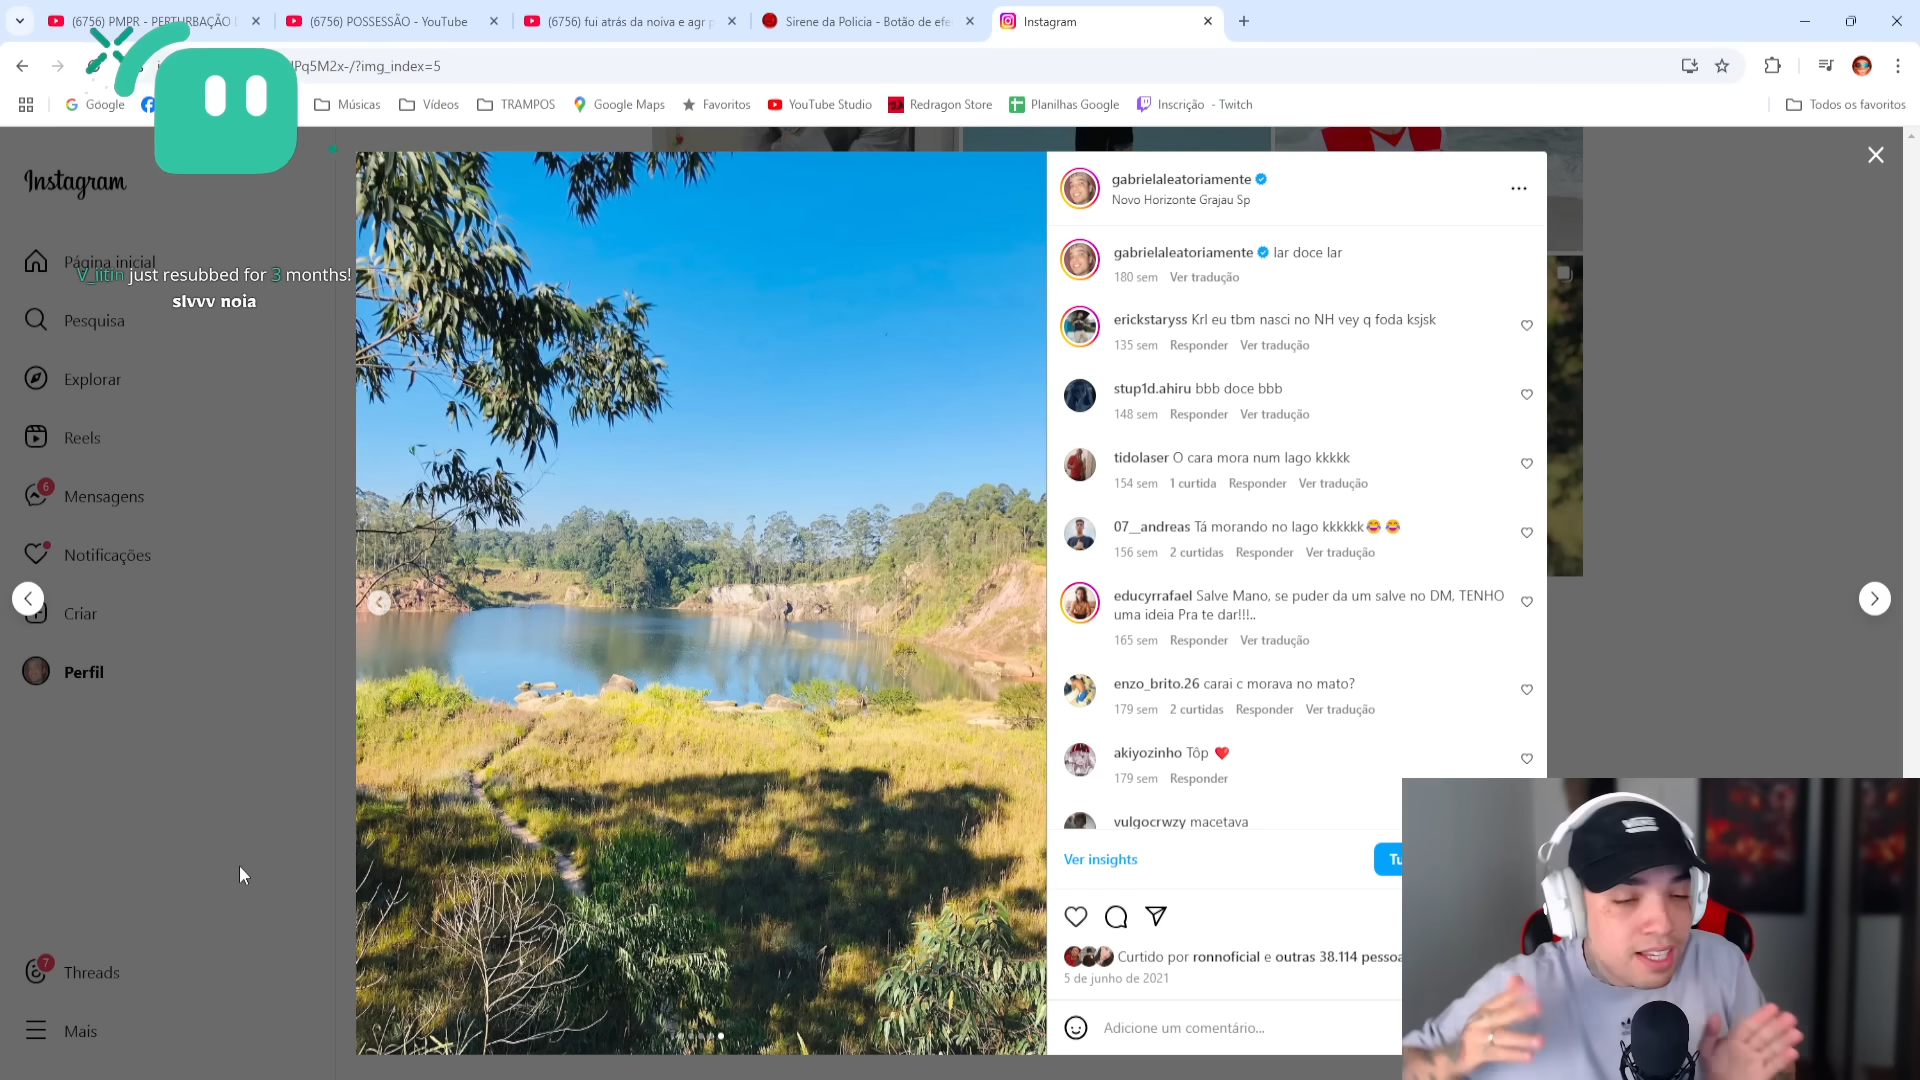 (6756) PMPR - PERTURBAÇÃO
(6756) POSSESSÃO - YouTube
(6756) fui atrás da noiva e agr p
Sirene da Polícia - Botão de efe
Instagram
Pq5M2x-/?img_index=5
Google
Músicas
Vídeos
TRAMPOS
Google Maps
Favoritos
YouTube Studio
Redragon Store
Planilhas Google
Inscrição - Twitch
Todos os favoritos
Instagram
Página inicial
V_iitin just resubbed for 3 months!
slvvv noia
Pesquisa
Explorar
Reels
6
Mensagens
Notificações
Criar
Perfil
7
Threads
Mais
gabrielaleatoriamente
Novo Horizonte Grajau Sp
gabrielaleatoriamente lar doce lar
180 sem Ver tradução
erickstaryss Krl eu tbm nasci no NH vey q foda ksjsk
135 sem Responder Ver tradução
stup1d.ahiru bbb doce bbb
148 sem Responder Ver tradução
tidolaser O cara mora num lago kkkkk
154 sem 1 curtida Responder Ver tradução
07__andreas Tá morando no lago kkkkkk😂 😂
156 sem 2 curtidas Responder Ver tradução
educyrrafael Salve Mano, se puder da um salve no DM, TENHO
uma ideia Pra te dar!!!..
165 sem Responder Ver tradução
enzo_brito.26 carai c morava no mato?
179 sem 2 curtidas Responder Ver tradução
akiyozinho Tôp ❤️
179 sem Responder
vulgocrwzy macetava
Ver insights
Tu
Curtido por ronnoficial e outras 38.114 pessoa
5 de junho de 2021
Adicione um comentário...